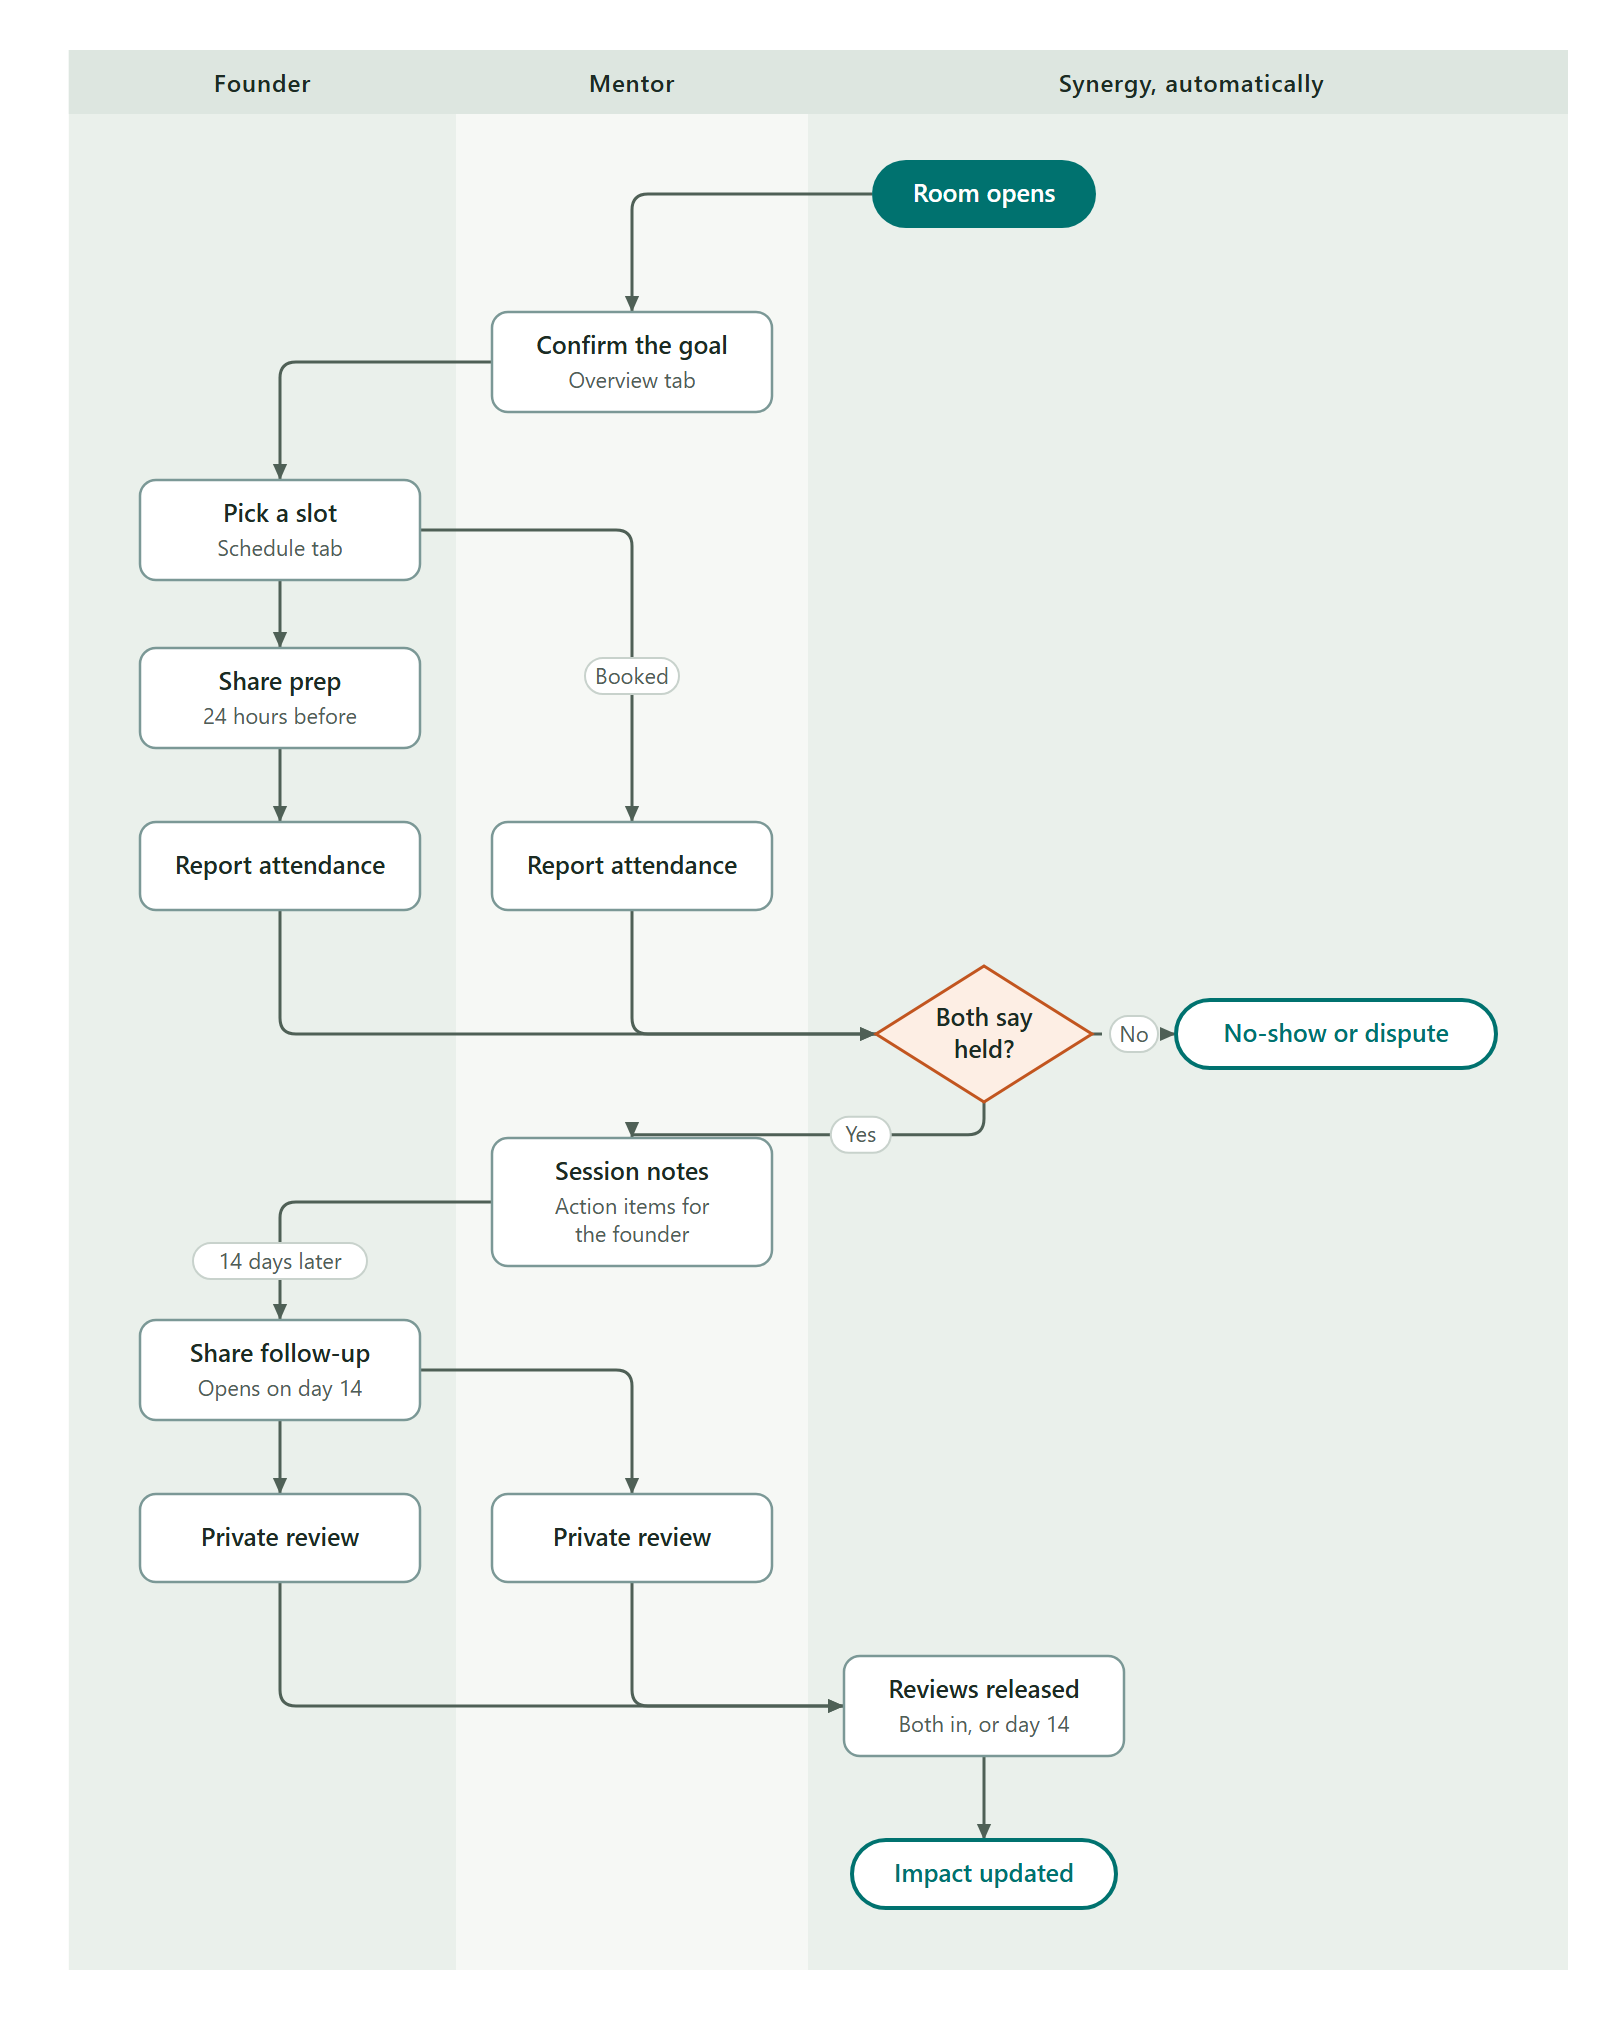 Founder
Mentor
Synergy, automatically
Room opens
Confirm the goal
Overview tab
Pick a slot
Schedule tab
Share prep
24 hours before
Booked
Report attendance
Report attendance
Both say
held?
No
No-show or dispute
Yes
Session notes
Action items for
the founder
14 days later
Share follow-up
Opens on day 14
Private review
Private review
Reviews released
Both in, or day 14
Impact updated